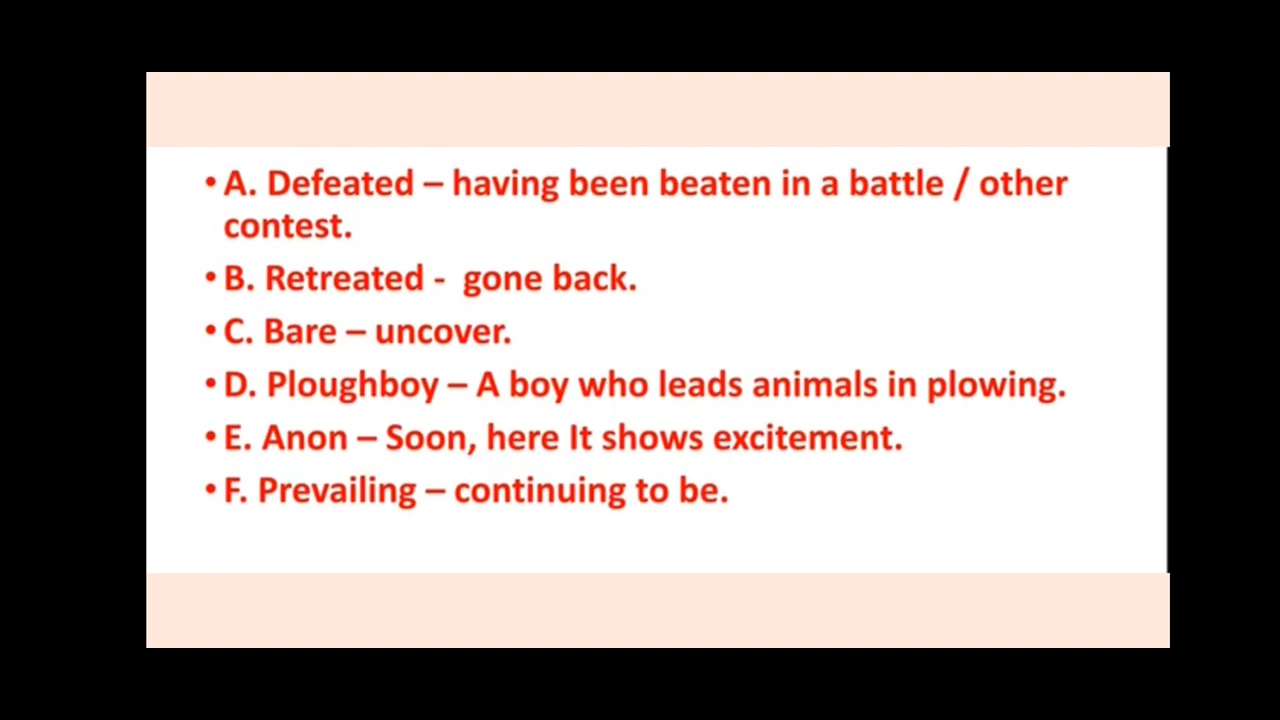 • A. Defeated – having been beaten in a battle / other
contest.
• B. Retreated -  gone back.
• C. Bare – uncover.
• D. Ploughboy – A boy who leads animals in plowing.
• E. Anon – Soon, here It shows excitement.
• F. Prevailing – continuing to be.